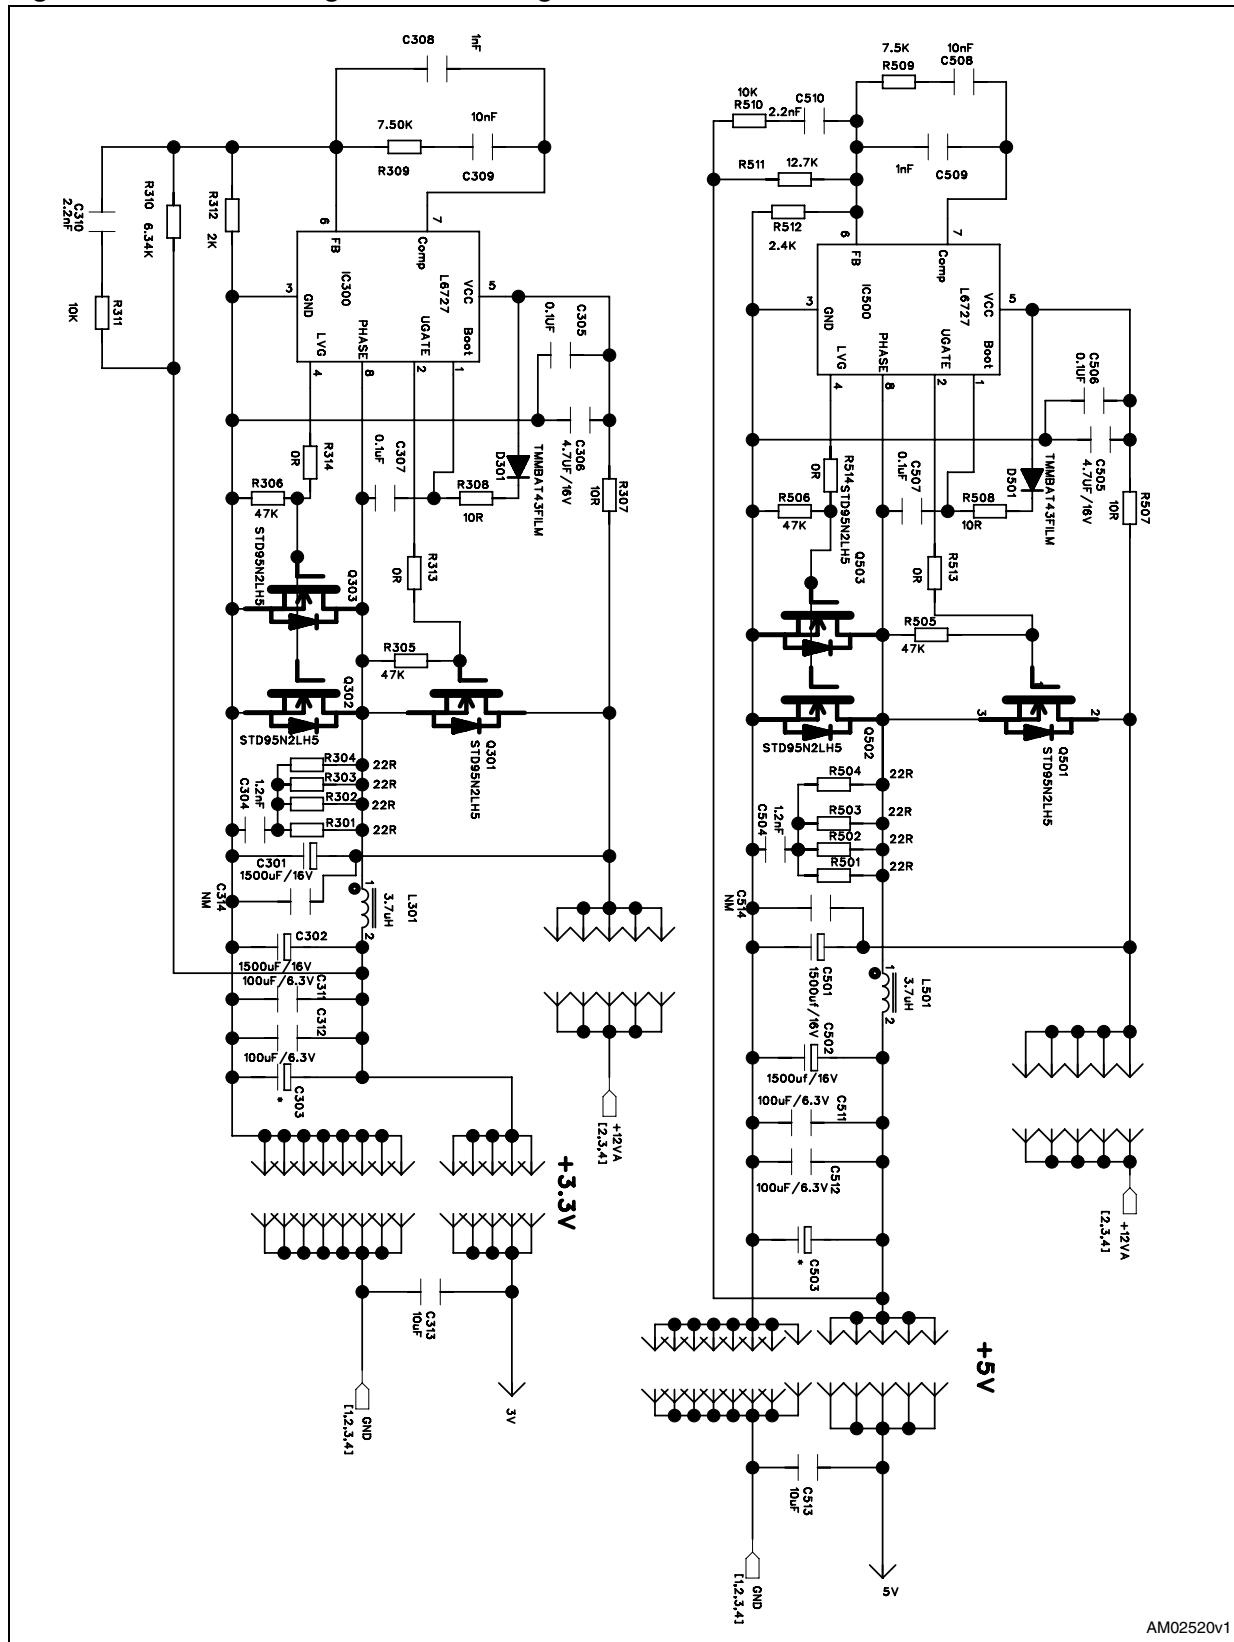 C308
1nF
7.50K
10nF
R309
C309
C310
2.2nF
R310
6.34K
R312
2K
R311
10K
6
7
FB
Comp
IC300
L6727
VCC
5
3
GND
LVG
PHASE
UGATE
Boot
4
8
2
1
C305
0.1UF
C306
4.7UF/16V
R314
0R
C307
0.1uF
D301
TMMBAT43FILM
R308
10R
R307
10R
R306
47K
STD95N2LH5
Q303
R313
0R
R305
47K
Q302
STD95N2LH5
Q301
STD95N2LH5
R304
22R
R303
22R
R302
22R
R301
22R
C304
1.2nF
C301
1500uF/16V
C314
NM
1
L301
3.7uH
2
C302
1500uF/16V
100uF/6.3V
C311
C312
100uF/6.3V
C303
*
+12VA
[2,3,4]
+3.3V
C313
10uF
GND
[1,2,3,4]
3V
7.5K
10nF
R509
C508
10K
R510
2.2nF
C510
R511
12.7K
1nF
C509
R512
2.4K
6
7
FB
Comp
IC500
L6727
VCC
5
3
GND
LVG
PHASE
UGATE
Boot
4
8
2
1
C506
0.1UF
C505
4.7UF/16V
R514
0R
STD95N2LH5
C507
0.1uF
D501
TMMBAT43FILM
R508
10R
R507
10R
R506
47K
Q503
R513
0R
R505
47K
Q502
STD95N2LH5
1
3
2
Q501
STD95N2LH5
R504
22R
R503
22R
R502
22R
R501
22R
C504
1.2nF
C514
NM
C501
1500uf/16V
1
L501
3.7uH
2
C502
1500uf/16V
100uF/6.3V
C511
C512
100uF/6.3V
C503
*
+12VA
[2,3,4]
+5V
C513
10uF
GND
[1,2,3,4]
5V
AM02520v1